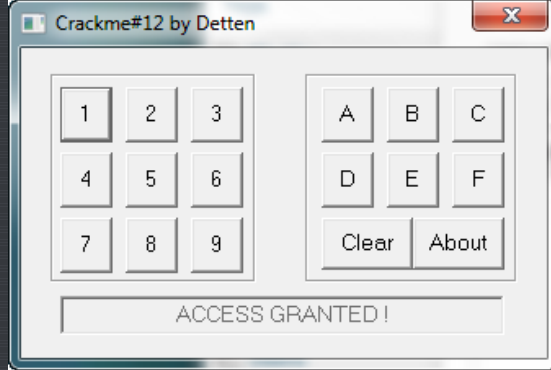 Crackme#12 by Detten
1 2 3 A B C
4 5 6 D E F
7 8 9 Clear About
ACCESS GRANTED !